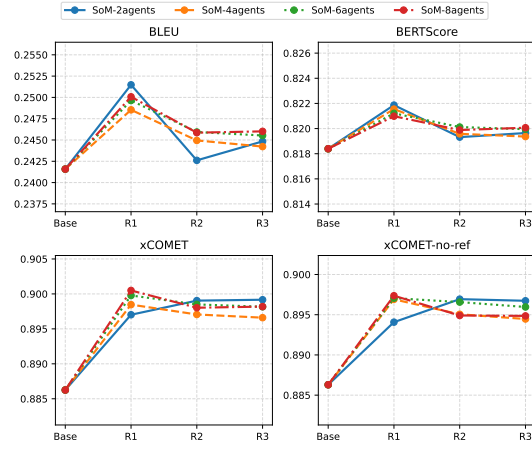 SoM-2agents SoM-4agents SoM-6agents SoM-8agents
BLEU
0.2550
0.2525
0.2500
0.2475
0.2450
0.2425
0.2400
0.2375
Base R1 R2 R3
BERTScore
0.826
0.824
0.822
0.820
0.818
0.816
0.814
Base R1 R2 R3
xCOMET
0.905
0.900
0.895
0.890
0.885
Base R1 R2 R3
xCOMET-no-ref
0.900
0.895
0.890
0.885
Base R1 R2 R3